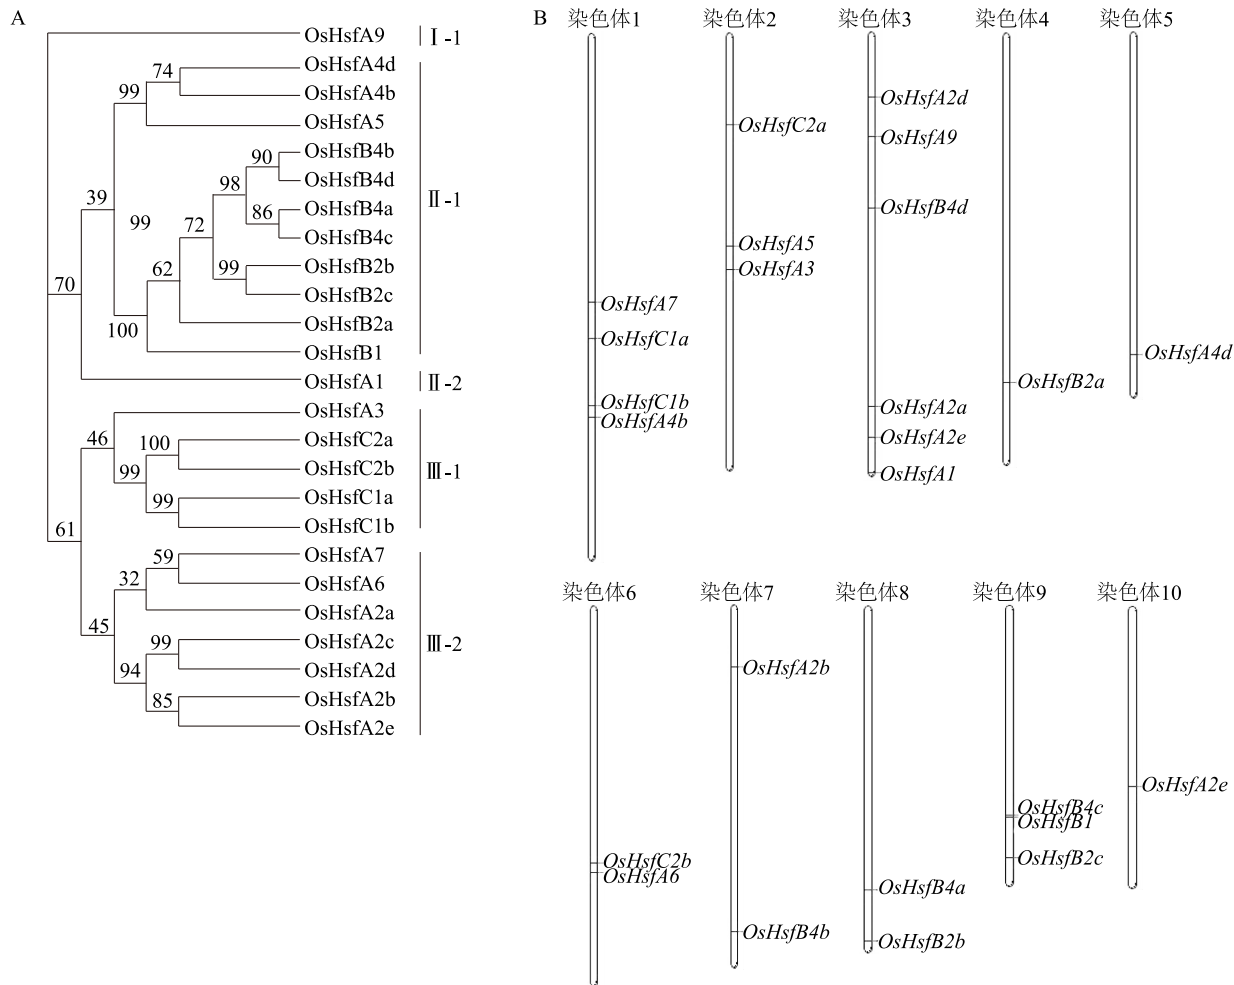 A
OsHsfA9
Ⅰ-1
OsHsfA4d
74
OsHsfA4b
99
OsHsfA5
OsHsfB4b
90
OsHsfB4d
98
Ⅱ-1
39
OsHsfB4a
86
99
72
OsHsfB4c
OsHsfB2b
99
62
70
OsHsfB2c
OsHsfB2a
100
OsHsfB1
OsHsfA1
Ⅱ-2
OsHsfA3
46
OsHsfC2a
100
OsHsfC2b
99
Ⅲ-1
OsHsfC1a
99
OsHsfC1b
61
OsHsfA7
59
OsHsfA6
32
OsHsfA2a
45
OsHsfA2c
99
Ⅲ-2
OsHsfA2d
94
OsHsfA2b
85
OsHsfA2e
B
染色体1
OsHsfA7
OsHsfC1a
OsHsfC1b
OsHsfA4b
染色体2
OsHsfC2a
OsHsfA5
OsHsfA3
染色体3
OsHsfA2d
OsHsfA9
OsHsfB4d
OsHsfA2a
OsHsfA2e
OsHsfA1
染色体4
OsHsfB2a
染色体5
OsHsfA4d
染色体6
OsHsfC2b
OsHsfA6
染色体7
OsHsfA2b
OsHsfB4b
染色体8
OsHsfB4a
OsHsfB2b
染色体9
OsHsfB4c
OsHsfB1
OsHsfB2c
染色体10
OsHsfA2e